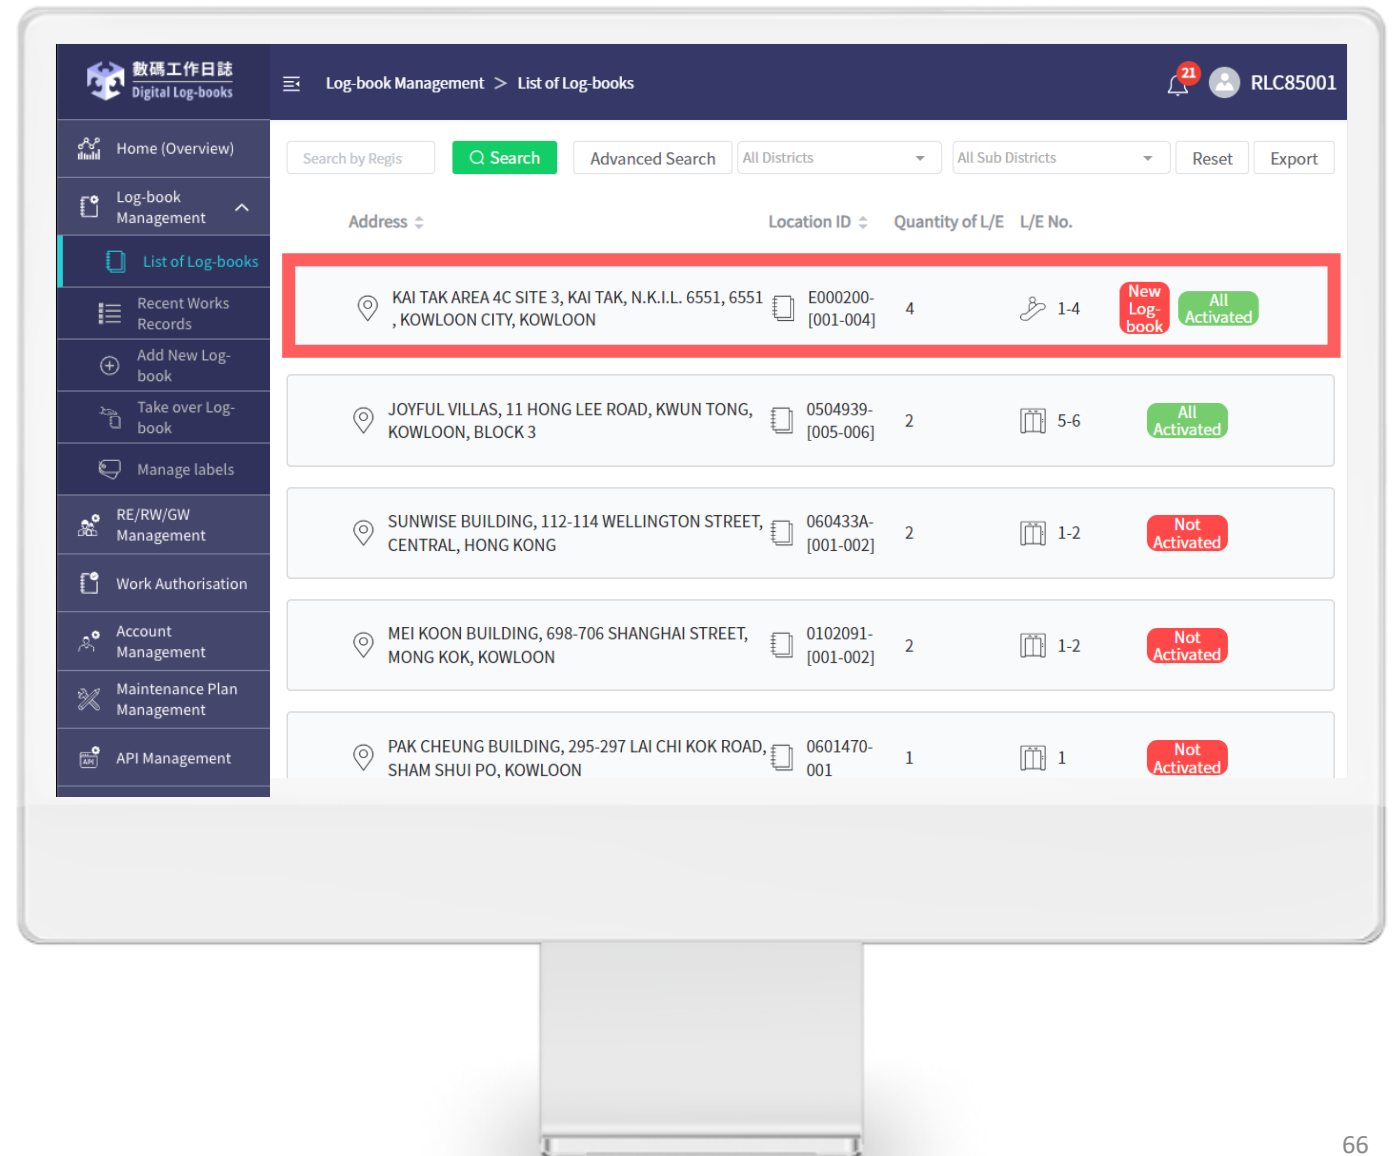 數碼工作日誌
Digital Log-books
Log-book Management > List of Log-books
21
RLC85001
Home (Overview)
Log-book
Management
List of Log-books
Recent Works
Records
Add New Log-
book
Take over Log-
book
Manage labels
RE/RW/GW
Management
Work Authorisation
Account
Management
Maintenance Plan
Management
API
API Management
Search by Regis
Search
Advanced Search
All Districts
All Sub Districts
Reset
Export
Address
Location ID
Quantity of L/E
L/E No.
KAI TAK AREA 4C SITE 3, KAI TAK, N.K.I.L. 6551, 6551
, KOWLOON CITY, KOWLOON
E000200-
[001-004]
4
1-4
New
Log-
book
All
Activated
JOYFUL VILLAS, 11 HONG LEE ROAD, KWUN TONG,
KOWLOON, BLOCK 3
0504939-
[005-006]
2
5-6
All
Activated
SUNWISE BUILDING, 112-114 WELLINGTON STREET,
CENTRAL, HONG KONG
060433A-
[001-002]
2
1-2
Not
Activated
MEI KOON BUILDING, 698-706 SHANGHAI STREET,
MONG KOK, KOWLOON
0102091-
[001-002]
2
1-2
Not
Activated
PAK CHEUNG BUILDING, 295-297 LAI CHI KOK ROAD,
SHAM SHUI PO, KOWLOON
0601470-
001
1
1
Not
Activated
66